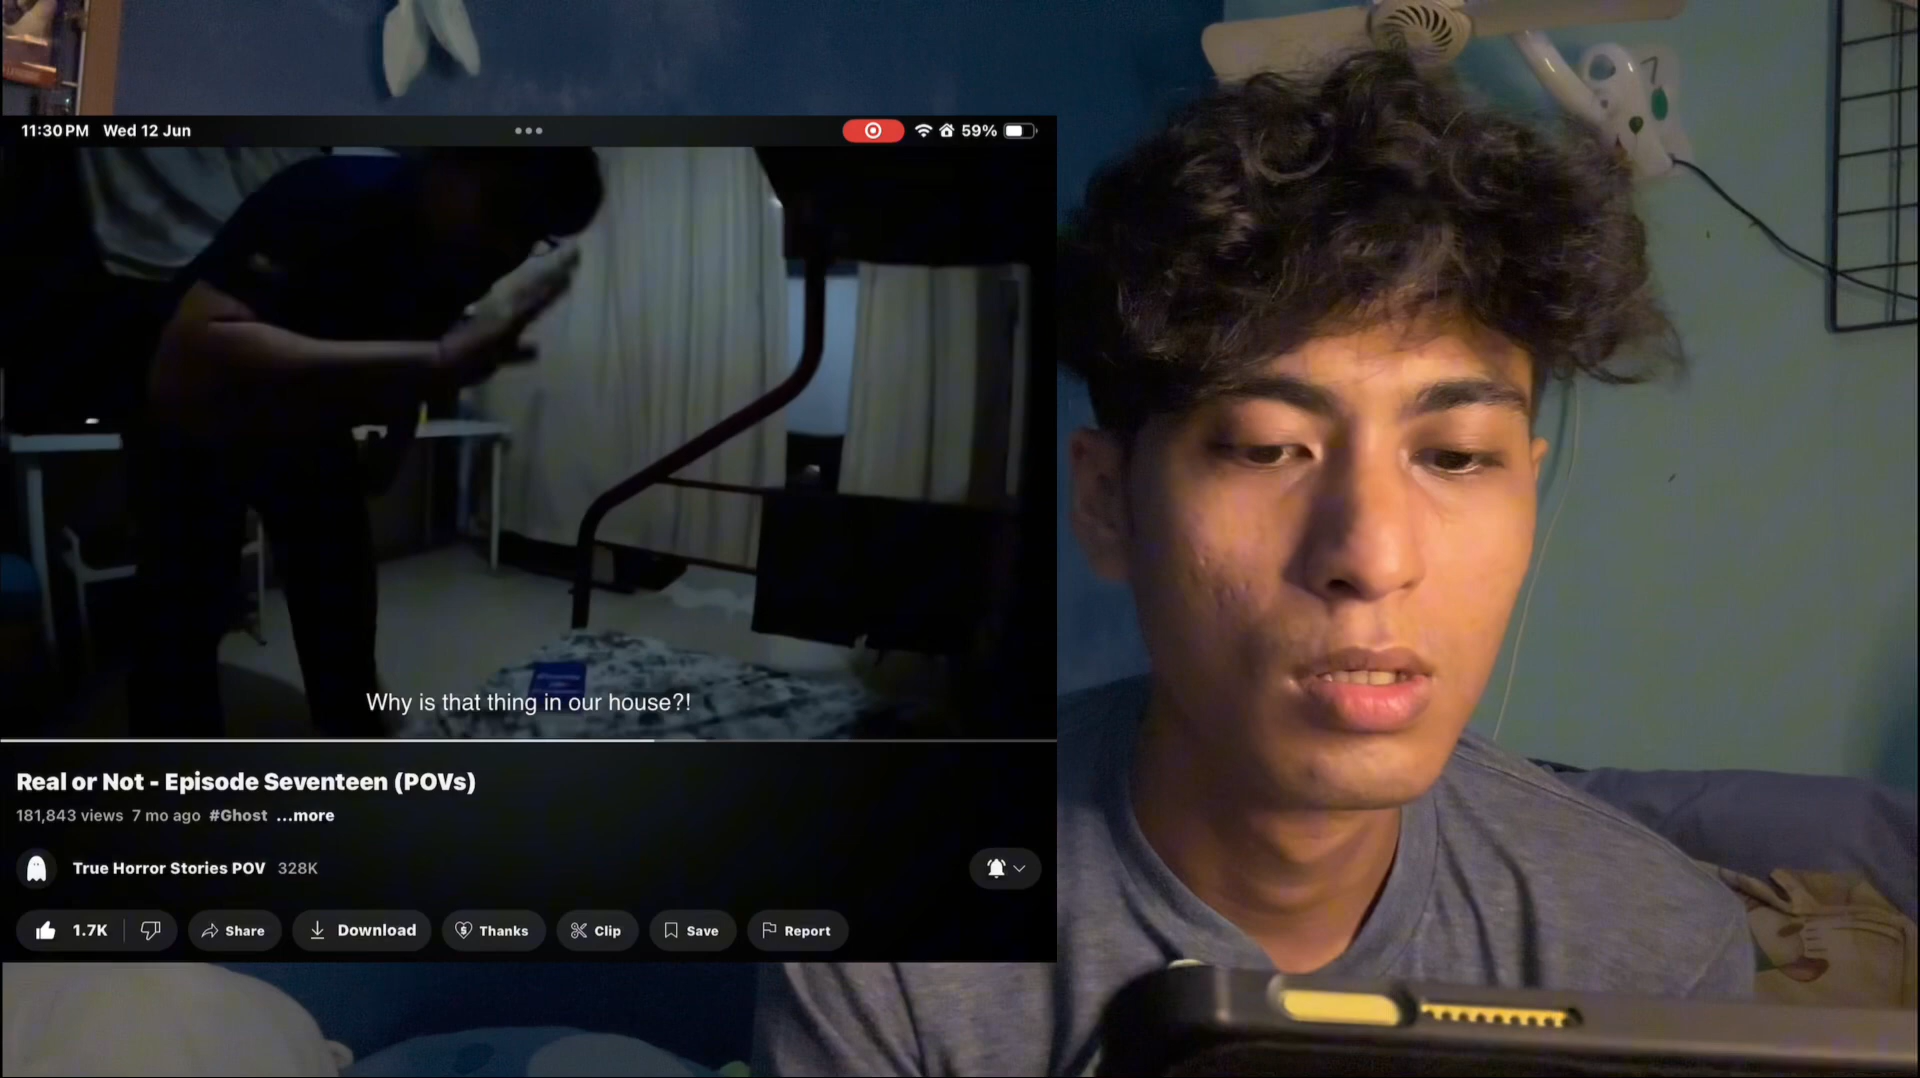 11:30 PM Wed 12 Jun
59%
Why is that thing in our house?!
Real or Not - Episode Seventeen (POVs)
181,843 views 7 mo ago #Ghost ...more
True Horror Stories POV 328K
1.7K Share Download Thanks Clip Save Report